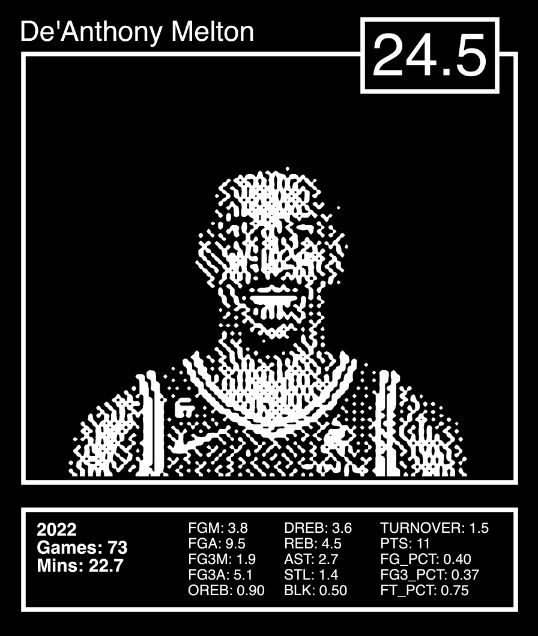 De'Anthony Melton
24.5
2022
Games: 73
Mins: 22.7
FGM: 3.8
FGA: 9.5
FG3M: 1.9
FG3A: 5.1
OREB: 0.90
DREB: 3.6
REB: 4.5
AST: 2.7
STL: 1.4
BLK: 0.50
TURNOVER: 1.5
PTS: 11
FG_PCT: 0.40
FG3_PCT: 0.37
FT_PCT: 0.75